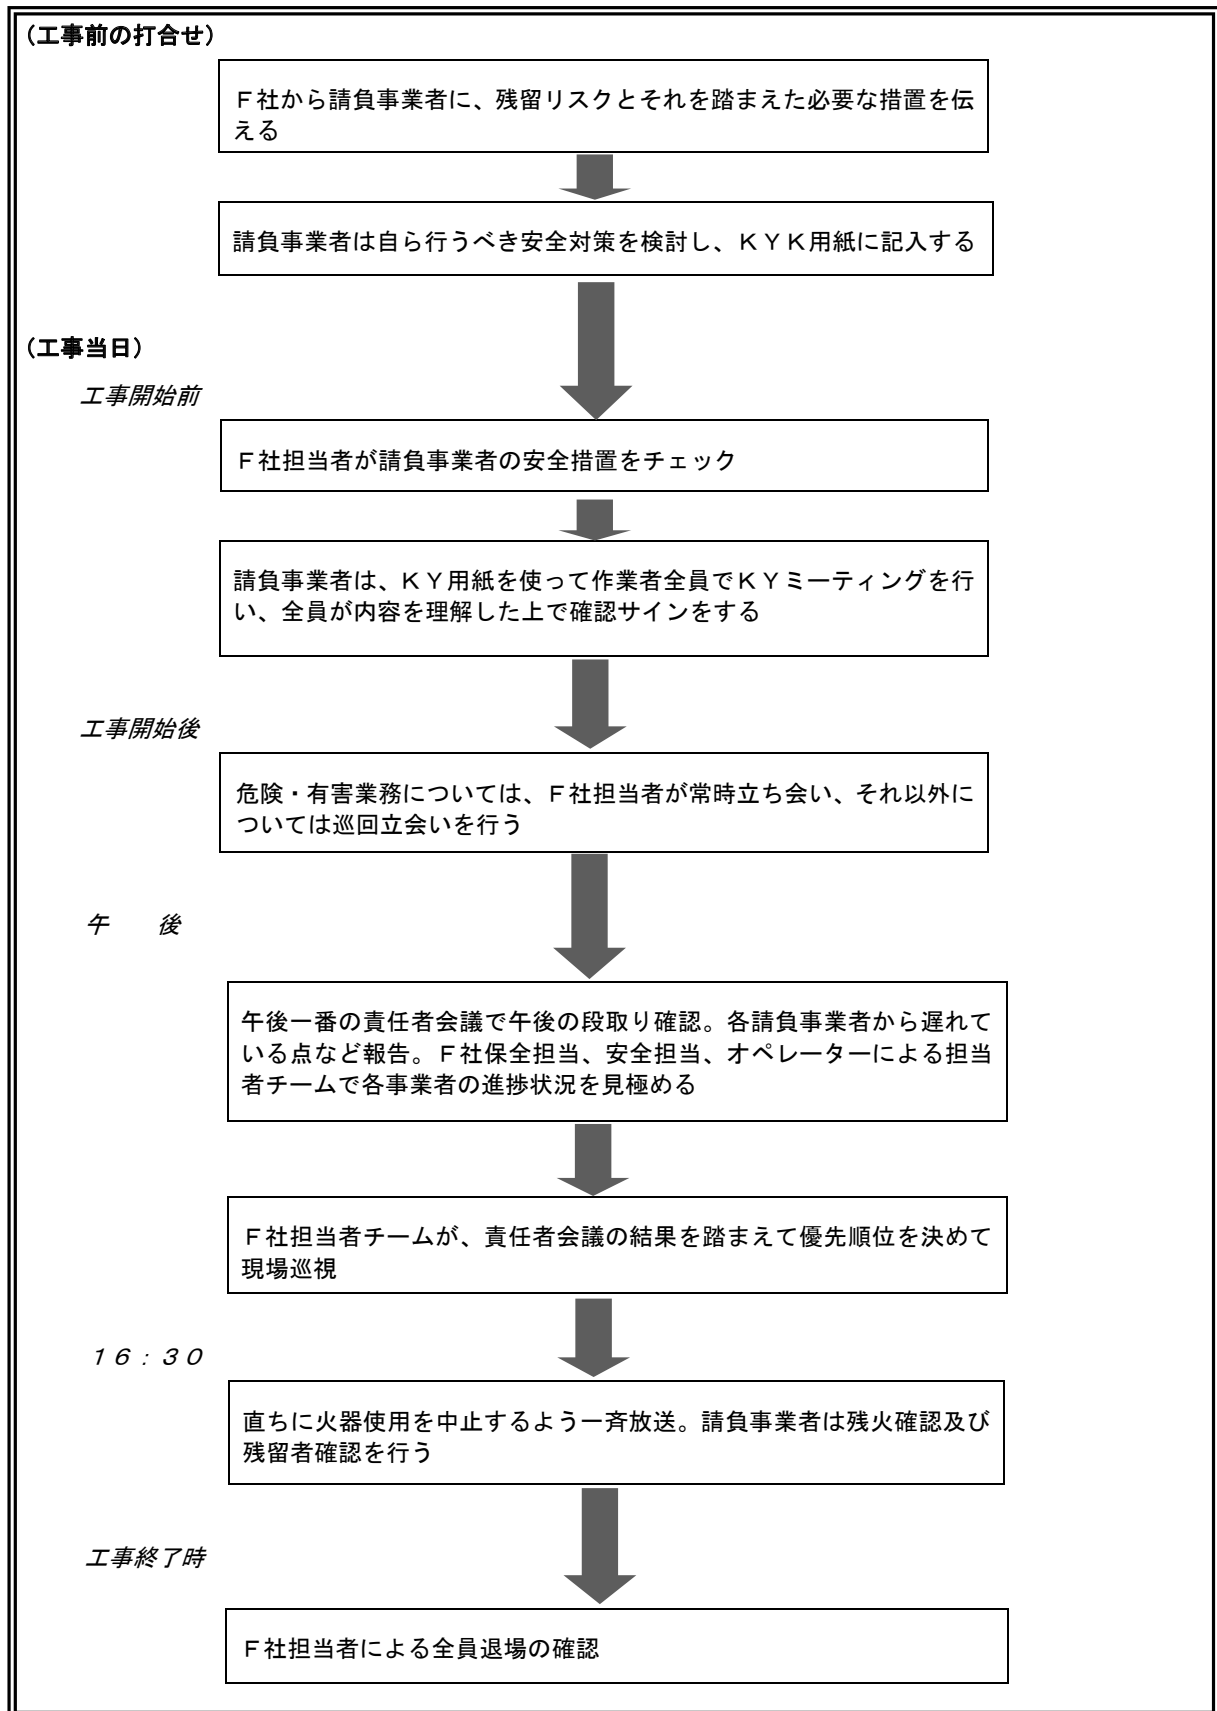 （工事前の打合せ）
Ｆ社から請負事業者に、残留リスクとそれを踏まえた必要な措置を伝
える
請負事業者は自ら行うべき安全対策を検討し、ＫＹＫ用紙に記入する
（工事当日）
工事開始前
Ｆ社担当者が請負事業者の安全措置をチェック
請負事業者は、ＫＹ用紙を使って作業者全員でＫＹミーティングを行
い、全員が内容を理解した上で確認サインをする
工事開始後
危険・有害業務については、Ｆ社担当者が常時立ち会い、それ以外に
ついては巡回立会いを行う
午　　後
午後一番の責任者会議で午後の段取り確認。各請負事業者から遅れて
いる点など報告。Ｆ社保全担当、安全担当、オペレーターによる担当
者チームで各事業者の進捗状況を見極める
Ｆ社担当者チームが、責任者会議の結果を踏まえて優先順位を決めて
現場巡視
１６：３０
直ちに火器使用を中止するよう一斉放送。請負事業者は残火確認及び
残留者確認を行う
工事終了時
Ｆ社担当者による全員退場の確認